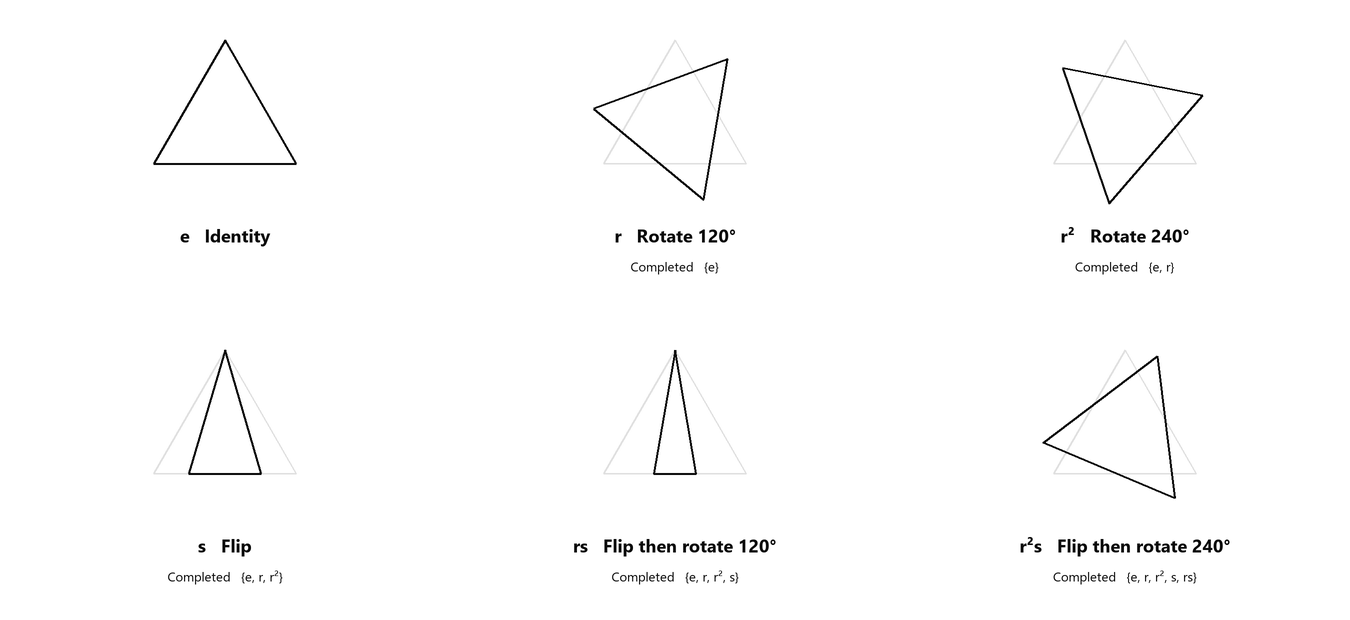 e Identity
r Rotate 120°
r² Rotate 240°
Completed {e}
Completed {e, r}
s Flip
rs Flip then rotate 120°
r²s Flip then rotate 240°
Completed {e, r, r²}
Completed {e, r, r², s}
Completed {e, r, r², s, rs}